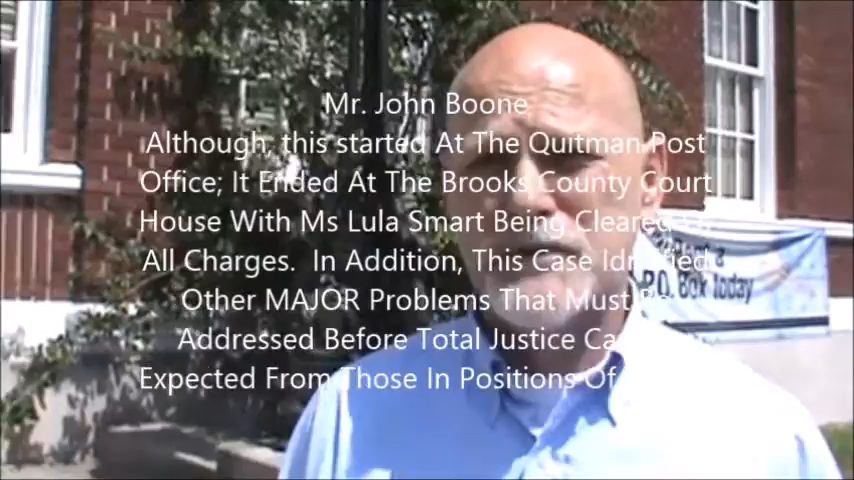 Mr. John Boone
Although, this started At The Quitman Post
Office; It Ended At The Brooks County Court
House With Ms Lula Smart Being Cleared
All Charges.  In Addition, This Case
Other MAJOR Problems That Must
Addressed Before Total Justice
Expected From Those In Positions Of
P.O. Box Today